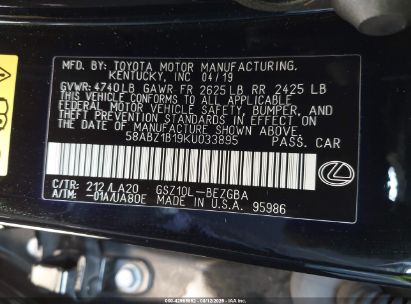 MFD. BY: TOYOTA MOTOR MANUFACTURING,
KENTUCKY, INC 04/19
GVWR: 4740LB GAWR FR 2625LB RR 2425 LB
THIS VEHICLE CONFORMS TO ALL APPLICABLE
FEDERAL MOTOR VEHICLE SAFETY, BUMPER, AND
THEFT PREVENTION STANDARDS IN EFFECT ON
THE DATE OF MANUFACTURE SHOWN ABOVE.
58ABZ1B19KU033895 PASS. CAR
C/TR: 212/LA20 GSZ10L-BEZGBA
A/TM: -01A/UA80E MADE IN U.S.A. 95986